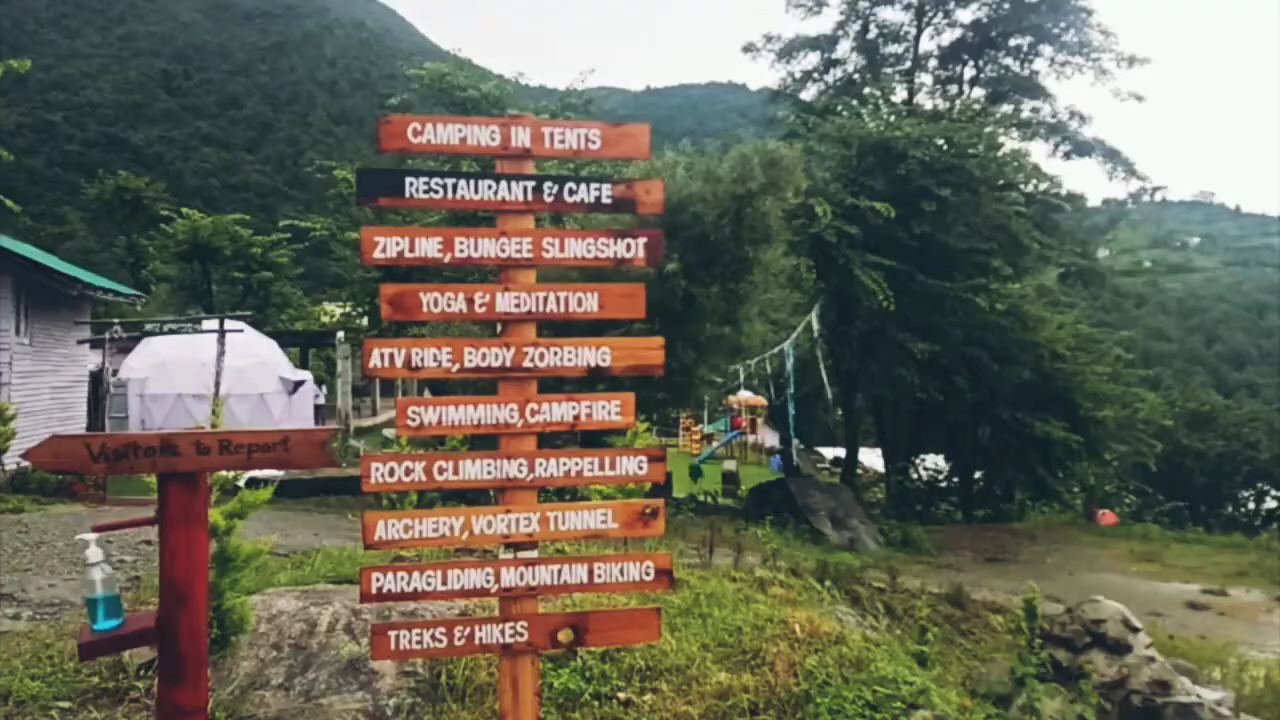 CAMPING IN TENTS
RESTAURANT & CAFE
ZIPLINE, BUNGEE SLINGSHOT
YOGA & MEDITATION
ATV RIDE, BODY ZORBING
SWIMMING, CAMPFIRE
Visitors to Report
ROCK CLIMBING, RAPPELLING
ARCHERY, VORTEX TUNNEL
PARAGLIDING, MOUNTAIN BIKING
TREKS & HIKES